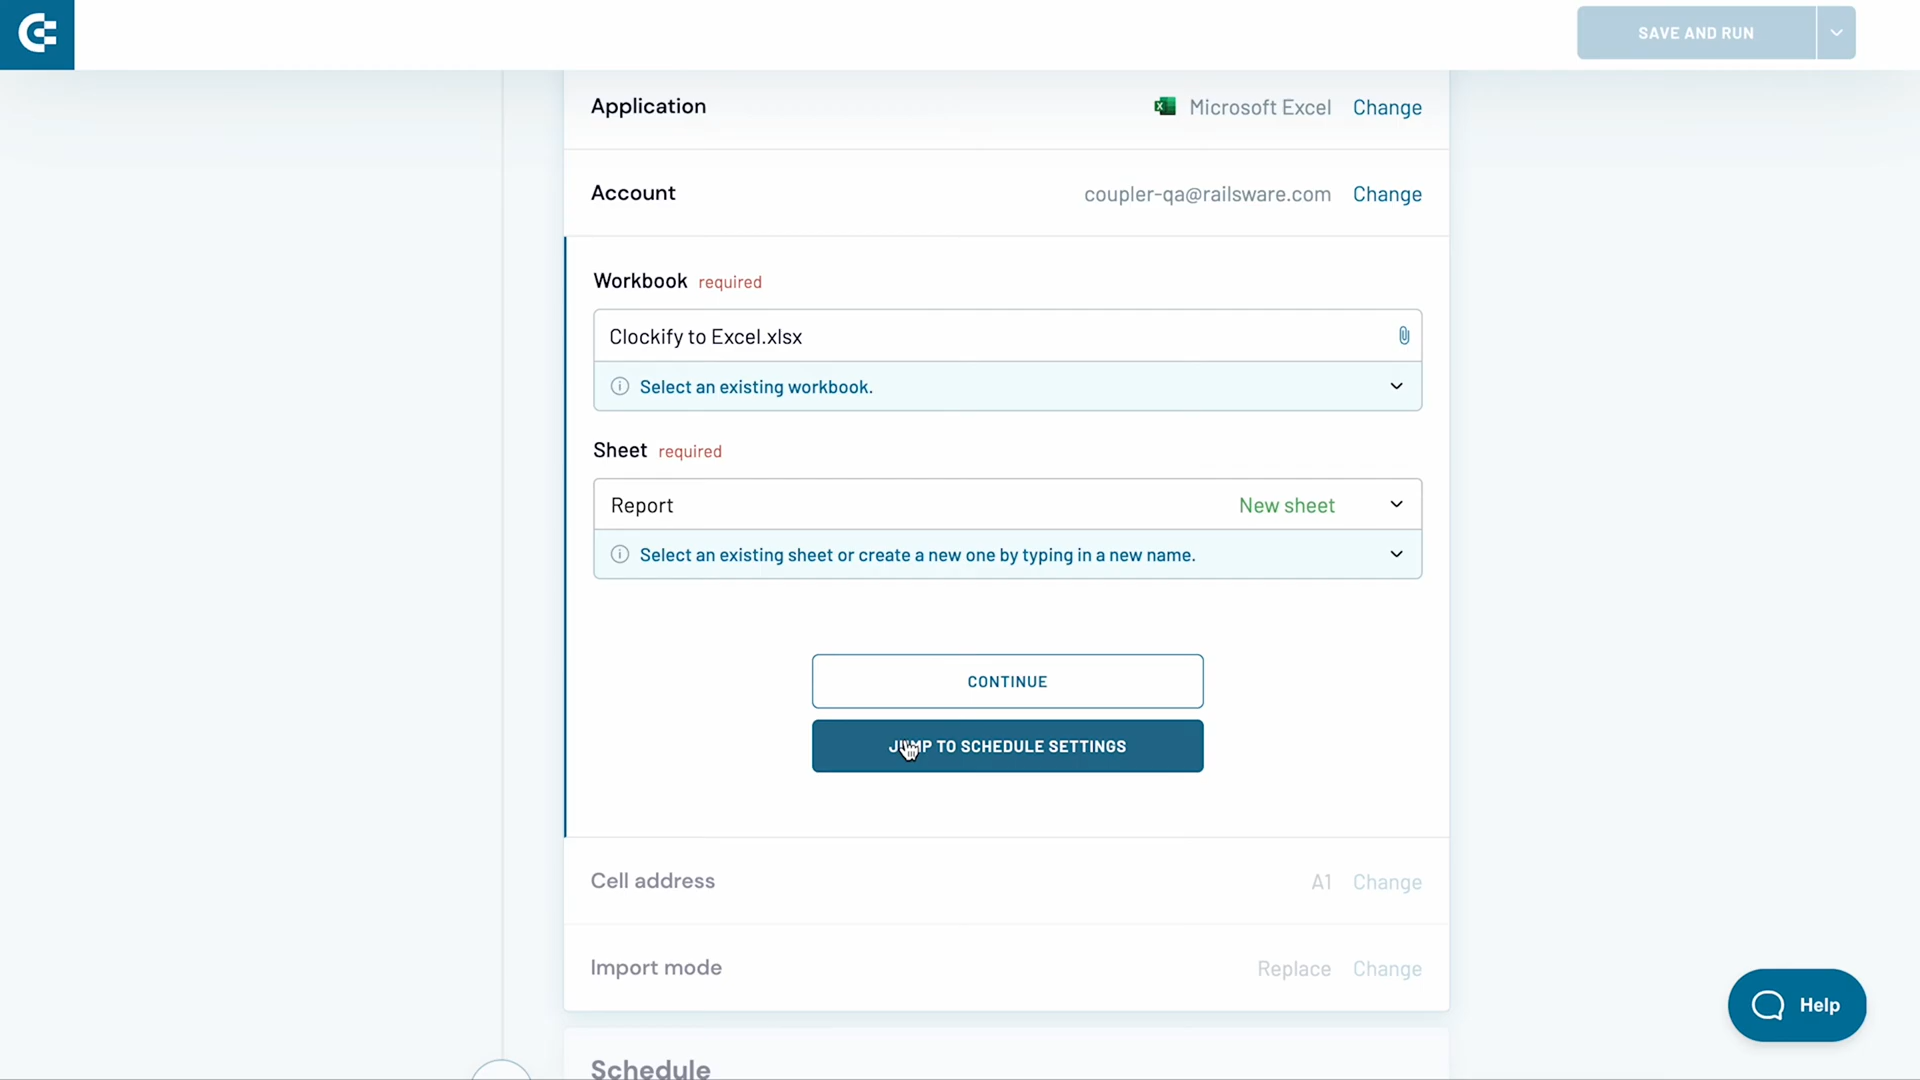 SAVE AND RUN
Application
Microsoft Excel Change
Account
coupler-qa@railsware.com Change
Workbook required
Clockify to Excel.xlsx
Select an existing workbook.
Sheet required
Report New sheet
Select an existing sheet or create a new one by typing in a new name.
CONTINUE
JUMP TO SCHEDULE SETTINGS
Cell address
A1 Change
Import mode
Replace Change
Help
Schedule